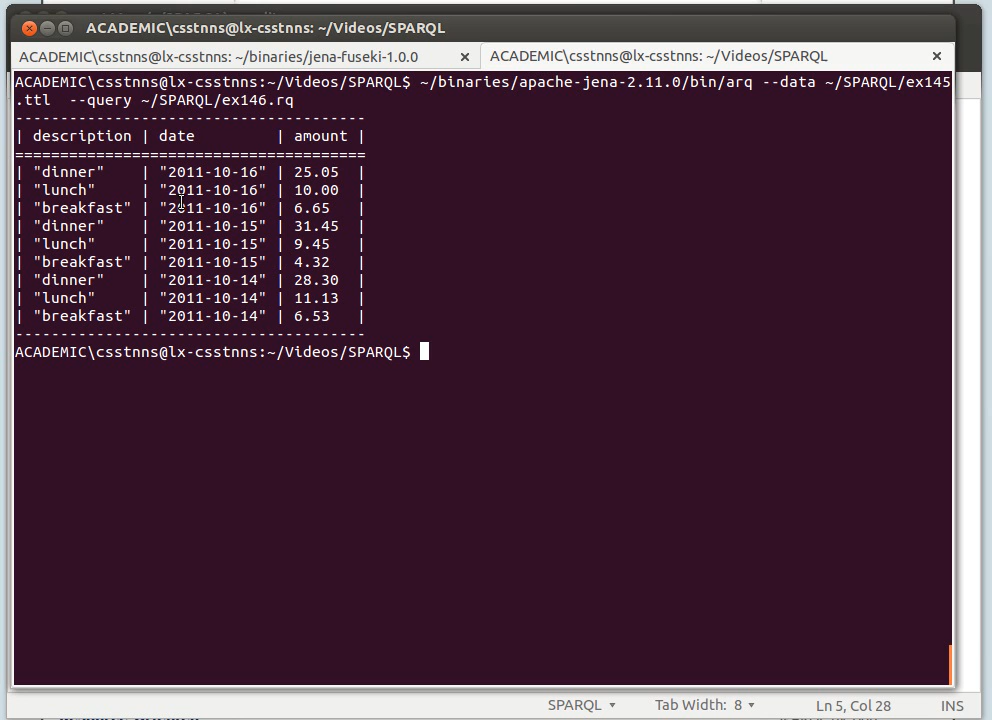 ACADEMIC\csstnns@lx-csstnns: ~/Videos/SPARQL
ACADEMIC\csstnns@lx-csstnns: ~/binaries/jena-fuseki-1.0.0
ACADEMIC\csstnns@lx-csstnns: ~/Videos/SPARQL
ACADEMIC\csstnns@lx-csstnns:~/Videos/SPARQL$ ~/binaries/apache-jena-2.11.0/bin/arq --data ~/SPARQL/ex145
.ttl  --query ~/SPARQL/ex146.rq
---------------------------------------
| description | date         | amount |
=======================================
| "dinner"    | "2011-10-16" | 25.05  |
| "lunch"     | "2011-10-16" | 10.00  |
| "breakfast" | "2011-10-16" | 6.65   |
| "dinner"    | "2011-10-15" | 31.45  |
| "lunch"     | "2011-10-15" | 9.45   |
| "breakfast" | "2011-10-15" | 4.32   |
| "dinner"    | "2011-10-14" | 28.30  |
| "lunch"     | "2011-10-14" | 11.13  |
| "breakfast" | "2011-10-14" | 6.53   |
---------------------------------------
ACADEMIC\csstnns@lx-csstnns:~/Videos/SPARQL$
SPARQL Tab Width: 8 Ln 5, Col 28 INS